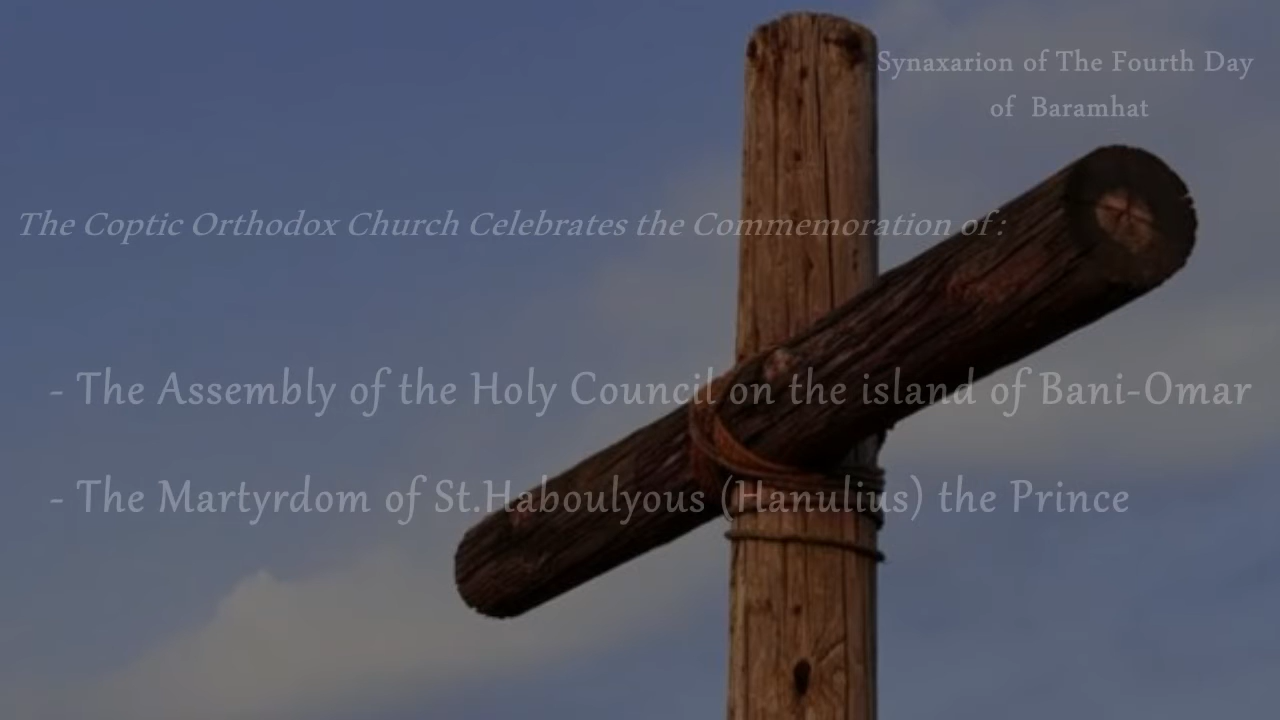 Synaxarion of The Fourth Day
of Baramhat
The Coptic Orthodox Church Celebrates the Commemoration of :
- The Assembly of the Holy Council on the island of Bani-Omar
- The Martyrdom of St.Haboulyous (Hanulius) the Prince